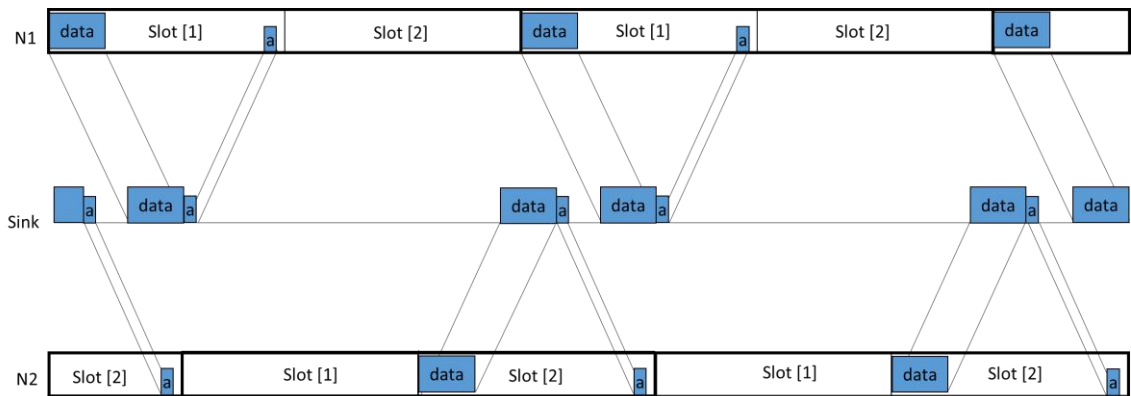 N1 data Slot [1] a Slot [2] data Slot [1] a Slot [2] data
Sink a data a data a data a data a data
N2 Slot [2] a Slot [1] data Slot [2] a Slot [1] data Slot [2] a